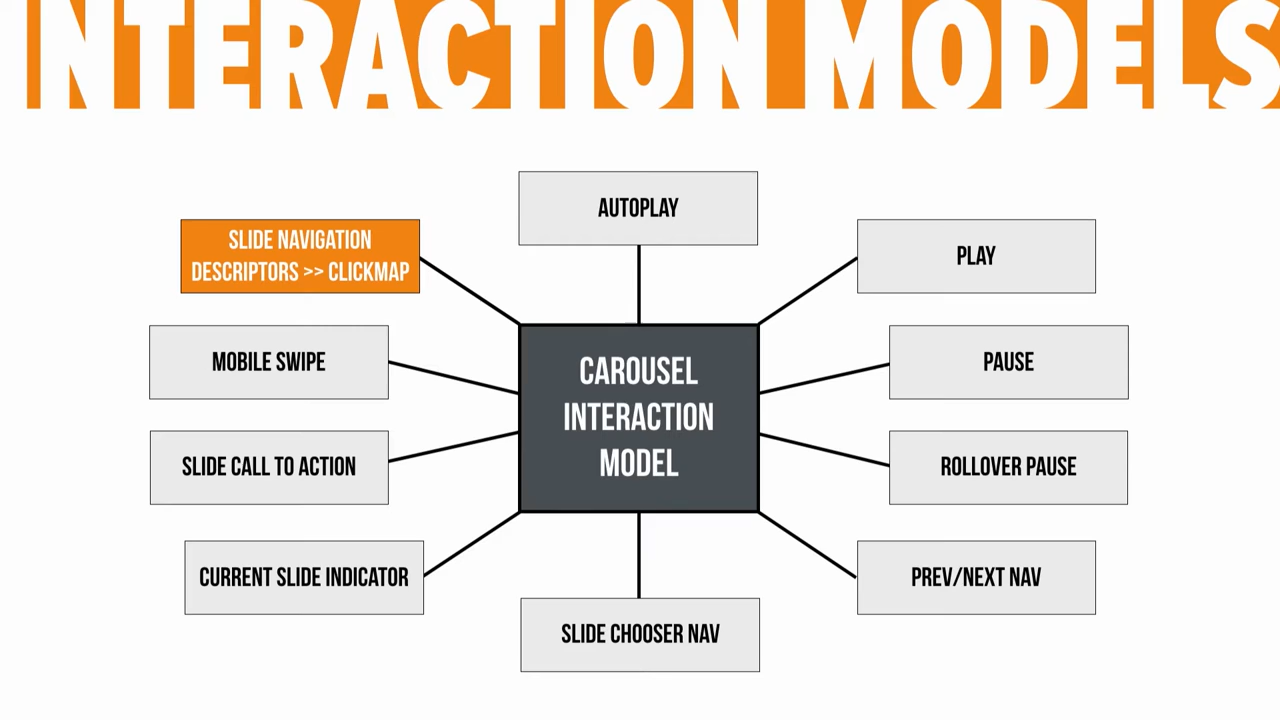 INTERACTION MODELS
AUTOPLAY
SLIDE NAVIGATION
DESCRIPTORS >> CLICKMAP
PLAY
MOBILE SWIPE
PAUSE
CAROUSEL
INTERACTION
MODEL
SLIDE CALL TO ACTION
ROLLOVER PAUSE
CURRENT SLIDE INDICATOR
PREV/NEXT NAV
SLIDE CHOOSER NAV